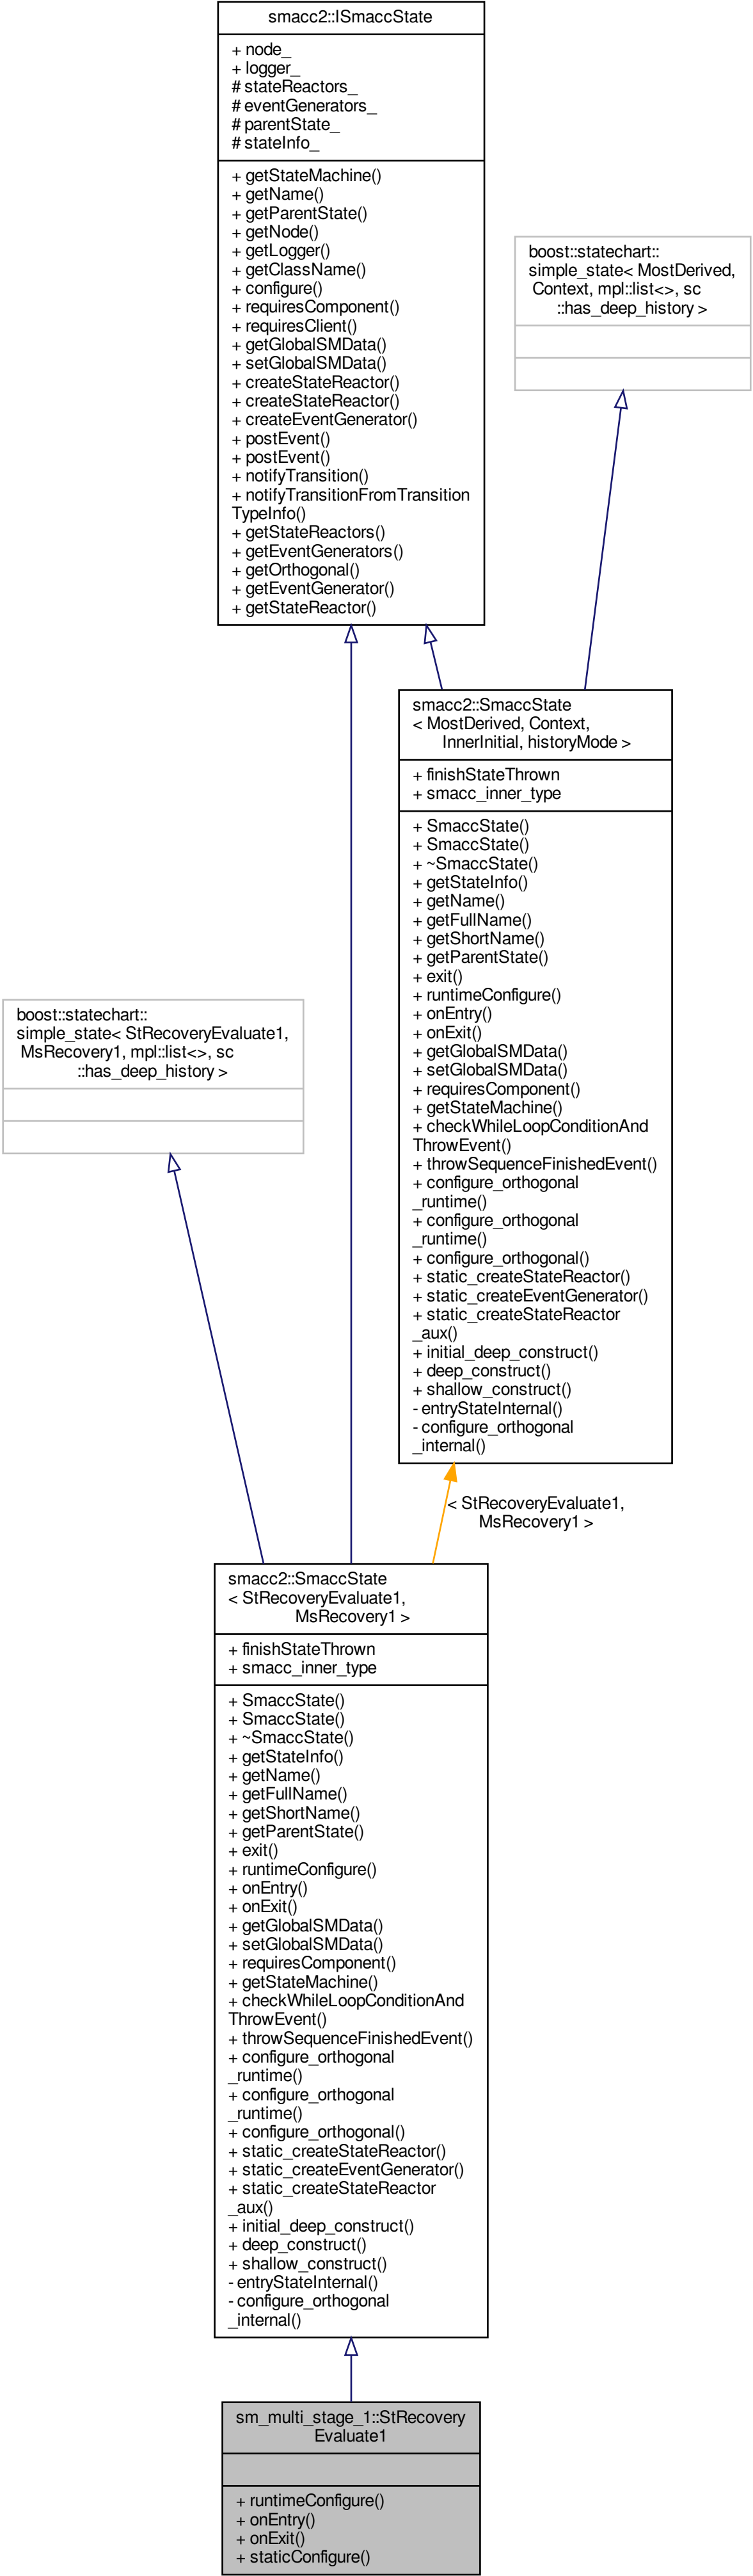 smacc2::ISmaccState
+ node_
+ logger_
# stateReactors_
# eventGenerators_
# parentState_
# stateInfo_
+ getStateMachine()
+ getName()
+ getParentState()
+ getNode()
+ getLogger()
+ getClassName()
+ configure()
+ requiresComponent()
+ requiresClient()
+ getGlobalSMData()
+ setGlobalSMData()
+ createStateReactor()
+ createStateReactor()
+ createEventGenerator()
+ postEvent()
+ postEvent()
+ notifyTransition()
+ notifyTransitionFromTransition
TypeInfo()
+ getStateReactors()
+ getEventGenerators()
+ getOrthogonal()
+ getEventGenerator()
+ getStateReactor()
boost::statechart::
simple_state< MostDerived,
Context, mpl::list<>, sc
::has_deep_history >
smacc2::SmaccState
< MostDerived, Context,
InnerInitial, historyMode >
+ finishStateThrown
+ smacc_inner_type
+ SmaccState()
+ SmaccState()
+ ~SmaccState()
+ getStateInfo()
+ getName()
+ getFullName()
+ getShortName()
+ getParentState()
+ exit()
+ runtimeConfigure()
+ onEntry()
+ onExit()
+ getGlobalSMData()
+ setGlobalSMData()
+ requiresComponent()
+ getStateMachine()
+ checkWhileLoopConditionAnd
ThrowEvent()
+ throwSequenceFinishedEvent()
+ configure_orthogonal
_runtime()
+ configure_orthogonal
_runtime()
+ configure_orthogonal()
+ static_createStateReactor()
+ static_createEventGenerator()
+ static_createStateReactor
_aux()
+ initial_deep_construct()
+ deep_construct()
+ shallow_construct()
- entryStateInternal()
- configure_orthogonal
_internal()
boost::statechart::
simple_state< StRecoveryEvaluate1,
MsRecovery1, mpl::list<>, sc
::has_deep_history >
< StRecoveryEvaluate1,
MsRecovery1 >
smacc2::SmaccState
< StRecoveryEvaluate1,
MsRecovery1 >
+ finishStateThrown
+ smacc_inner_type
+ SmaccState()
+ SmaccState()
+ ~SmaccState()
+ getStateInfo()
+ getName()
+ getFullName()
+ getShortName()
+ getParentState()
+ exit()
+ runtimeConfigure()
+ onEntry()
+ onExit()
+ getGlobalSMData()
+ setGlobalSMData()
+ requiresComponent()
+ getStateMachine()
+ checkWhileLoopConditionAnd
ThrowEvent()
+ throwSequenceFinishedEvent()
+ configure_orthogonal
_runtime()
+ configure_orthogonal
_runtime()
+ configure_orthogonal()
+ static_createStateReactor()
+ static_createEventGenerator()
+ static_createStateReactor
_aux()
+ initial_deep_construct()
+ deep_construct()
+ shallow_construct()
- entryStateInternal()
- configure_orthogonal
_internal()
sm_multi_stage_1::StRecovery
Evaluate1
+ runtimeConfigure()
+ onEntry()
+ onExit()
+ staticConfigure()